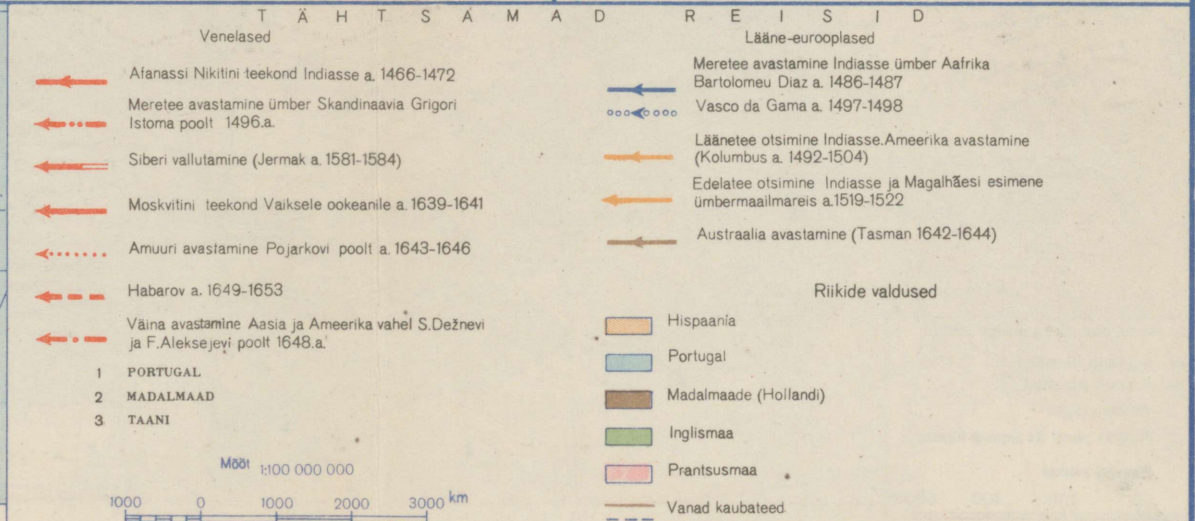 TÄHTSAMAD REISID
Venelased
Afanassi Nikitini teekond Indiasse a. 1466-1472
Meretee avastamine ümber Skandinaavia Grigori
Istoma poolt 1496.a.
Siberi vallutamine (Jermak a. 1581-1584)
Moskvitini teekond Vaiksele ookeanile a. 1639-1641
Amuuri avastamine Pojarkovi poolt a. 1643-1646
Habarov a. 1649-1653
Väina avastamine Aasia ja Ameerika vahel S.Dežnevi
ja F.Aleksejevi poolt 1648.a.
1 PORTUGAL
2 MADALMAAD
3 TAANI
Mõõt 1:100 000 000
1000 0 1000 2000 3000 km
Lääne-eurooplased
Meretee avastamine Indiasse ümber Aafrika
Bartolomeu Diaz a. 1486-1487
Vasco da Gama a. 1497-1498
Läänetee otsimine Indiasse.Ameerika avastamine
(Kolumbus a. 1492-1504)
Edelatee otsimine Indiasse ja Magalhãesi esimene
ümbermaailmareis a.1519-1522
Austraalia avastamine (Tasman 1642-1644)
Riikide valdused
Hispaania
Portugal
Madalmaade (Hollandi)
Inglismaa
Prantsusmaa
Vanad kaubateed